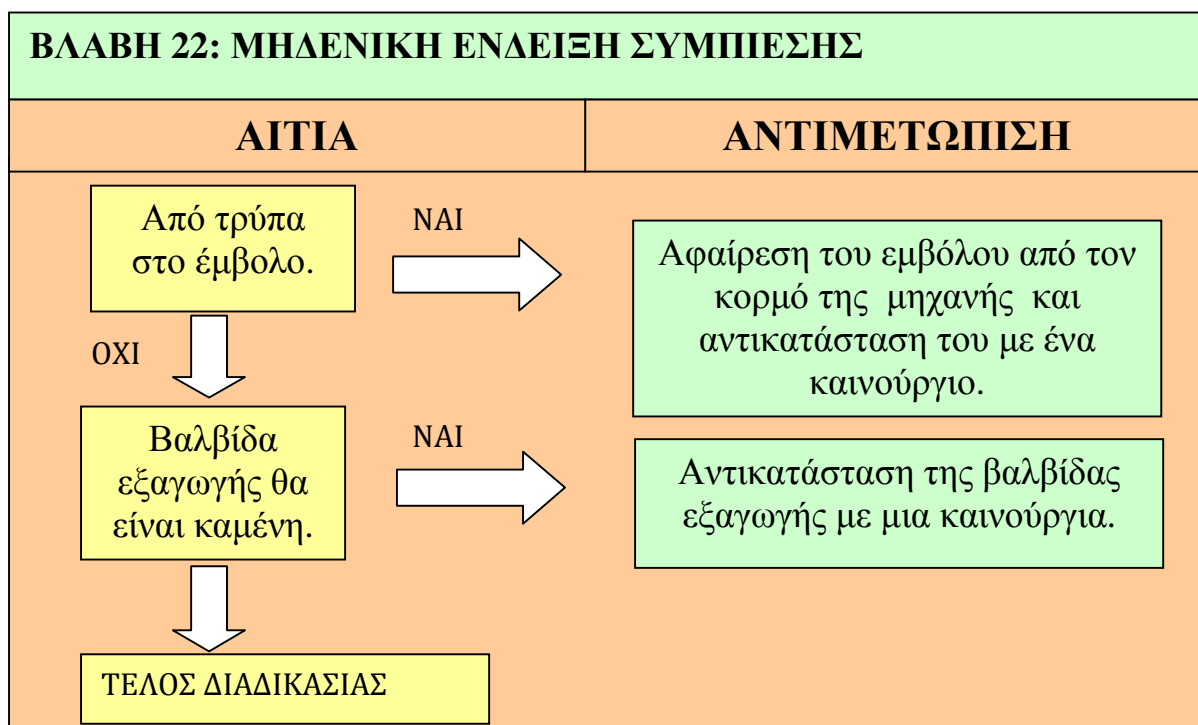 ΒΛΑΒΗ 22: ΜΗΔΕΝΙΚΗ ΕΝΔΕΙΞΗ ΣΥΜΠΙΕΣΗΣ
ΑΙΤΙΑ
ΑΝΤΙΜΕΤΩΠΙΣΗ
Από τρύπα
στο έμβολο.
ΝΑΙ
Αφαίρεση του εμβόλου από τον
κορμό της μηχανής και
αντικατάσταση του με ένα
καινούργιο.
ΟΧΙ
Βαλβίδα
εξαγωγής θα
είναι καμένη.
ΝΑΙ
Αντικατάσταση της βαλβίδας
εξαγωγής με μια καινούργια.
ΤΕΛΟΣ ΔΙΑΔΙΚΑΣΙΑΣ